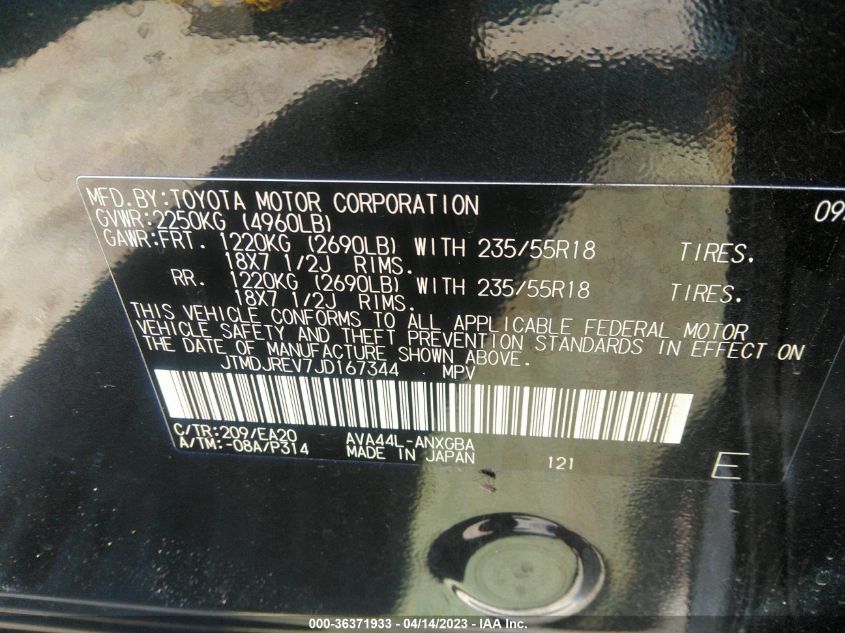 MFD.BY:TOYOTA MOTOR CORPORATION 09
GVWR:2250KG (4960LB)
GAWR:FRT. 1220KG (2690LB) WITH 235/55R18 TIRES.
18X7 1/2J RIMS.
RR. 1220KG (2690LB) WITH 235/55R18 TIRES.
18X7 1/2J RIMS.
THIS VEHICLE CONFORMS TO ALL APPLICABLE FEDERAL MOTOR
VEHICLE SAFETY AND THEFT PREVENTION STANDARDS IN EFFECT ON
THE DATE OF MANUFACTURE SHOWN ABOVE.
JTMDJREV7JD167344 MPV
C/TR:209/EA20 AVA44L-ANXGBA
A/TM:-08A/P314 MADE IN JAPAN 121 E
000-36371933 - 04/14/2023 - IAA Inc.